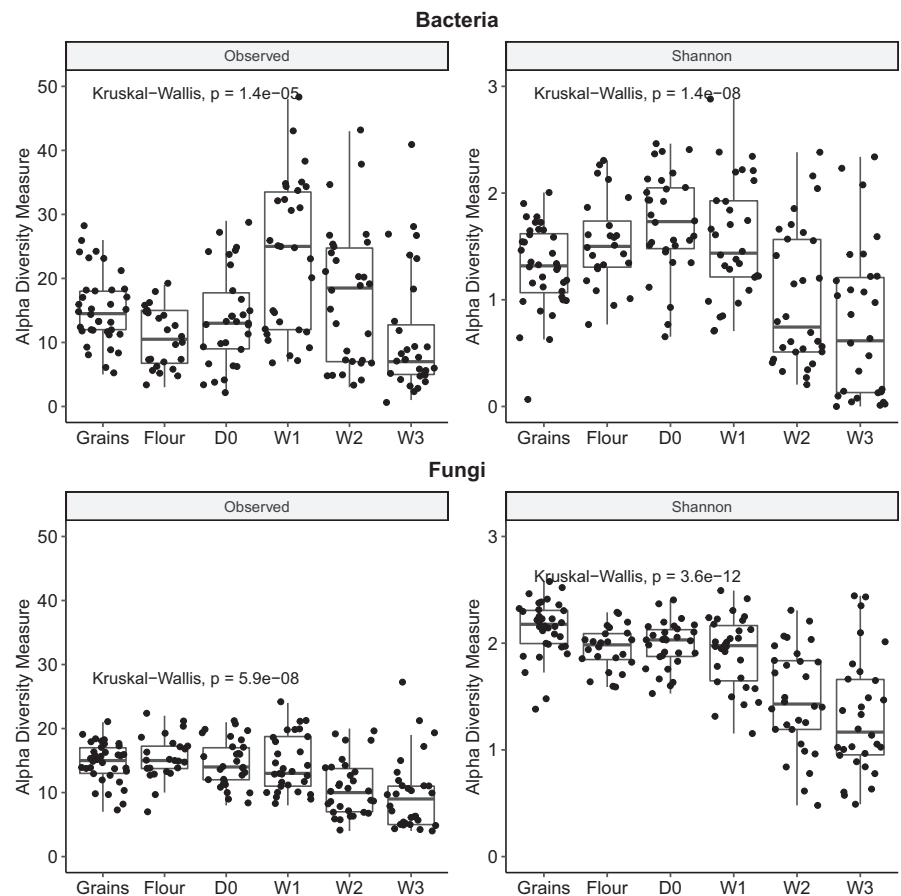 Bacteria
Observed
Shannon
Alpha Diversity Measure
50
40
30
20
10
0
Kruskal−Wallis, p = 1.4e−05
Grains Flour D0 W1 W2 W3
Alpha Diversity Measure
3
2
1
0
Kruskal−Wallis, p = 1.4e−08
Grains Flour D0 W1 W2 W3
Fungi
Observed
Shannon
Alpha Diversity Measure
50
40
30
20
10
0
Kruskal−Wallis, p = 5.9e−08
Grains Flour D0 W1 W2 W3
Alpha Diversity Measure
3
2
1
0
Kruskal−Wallis, p = 3.6e−12
Grains Flour D0 W1 W2 W3